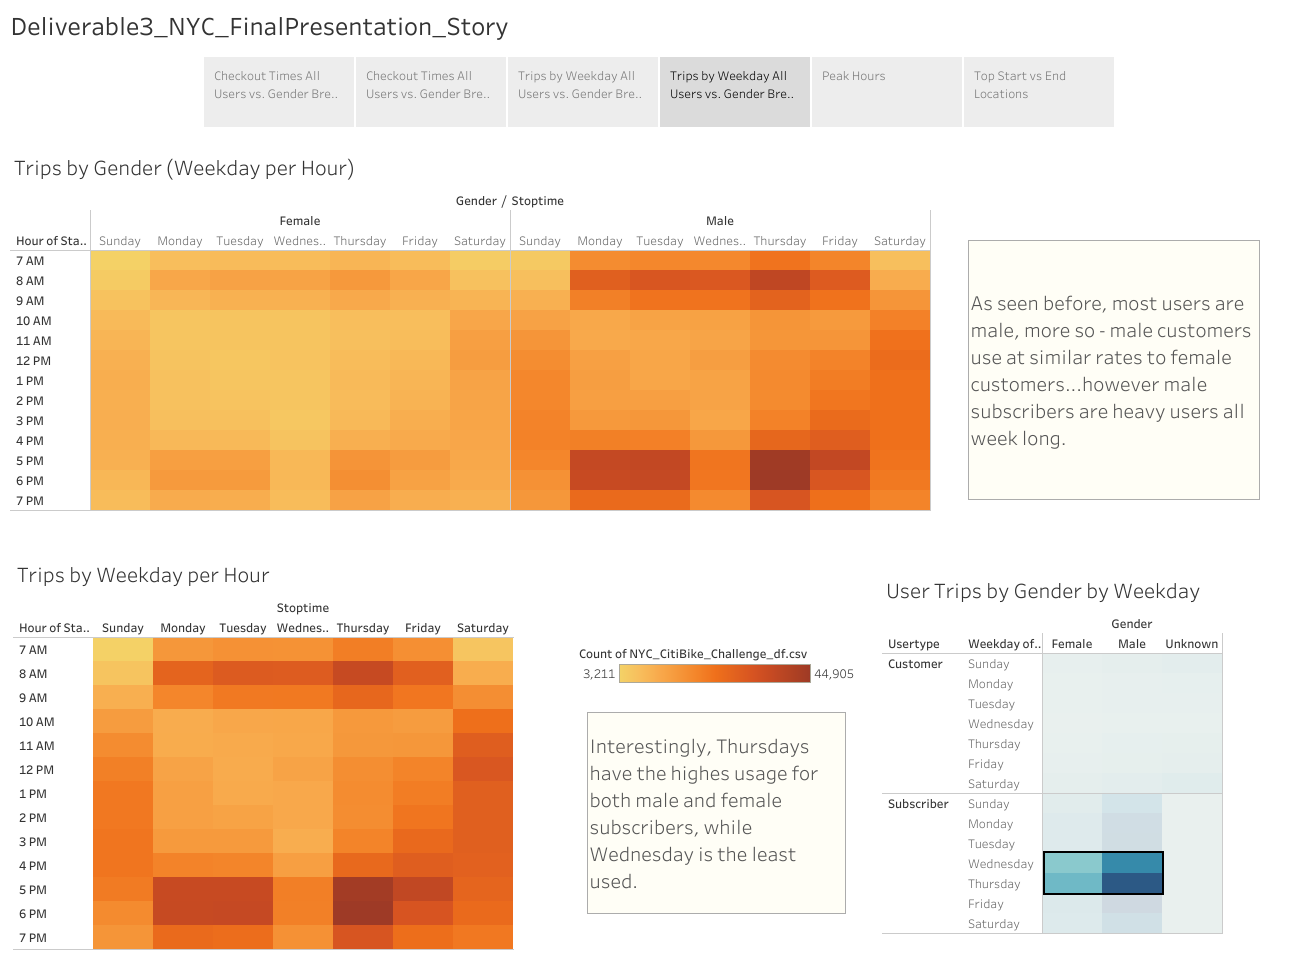 Deliverable3_NYC_FinalPresentation_Story
Checkout Times All
Users vs. Gender Bre..
Checkout Times All
Users vs. Gender Bre..
Trips by Weekday All
Users vs. Gender Bre..
Trips by Weekday All
Users vs. Gender Bre..
Peak Hours
Top Start vs End
Locations
Trips by Gender (Weekday per Hour)
Gender / Stoptime
Female Male
Hour of Sta.. Sunday Monday Tuesday Wednes.. Thursday Friday Saturday Sunday Monday Tuesday Wednes.. Thursday Friday Saturday
7 AM
8 AM
9 AM
10 AM
11 AM
12 PM
1 PM
2 PM
3 PM
4 PM
5 PM
6 PM
7 PM
As seen before, most users are
male, more so - male customers
use at similar rates to female
customers...however male
subscribers are heavy users all
week long.
Trips by Weekday per Hour
Stoptime
Hour of Sta.. Sunday Monday Tuesday Wednes.. Thursday Friday Saturday
7 AM
8 AM
9 AM
10 AM
11 AM
12 PM
1 PM
2 PM
3 PM
4 PM
5 PM
6 PM
7 PM
Count of NYC_CitiBike_Challenge_df.csv
3,211 44,905
Interestingly, Thursdays
have the highes usage for
both male and female
subscribers, while
Wednesday is the least
used.
User Trips by Gender by Weekday
Gender
Usertype Weekday of.. Female Male Unknown
Customer Sunday
Monday
Tuesday
Wednesday
Thursday
Friday
Saturday
Subscriber Sunday
Monday
Tuesday
Wednesday
Thursday
Friday
Saturday